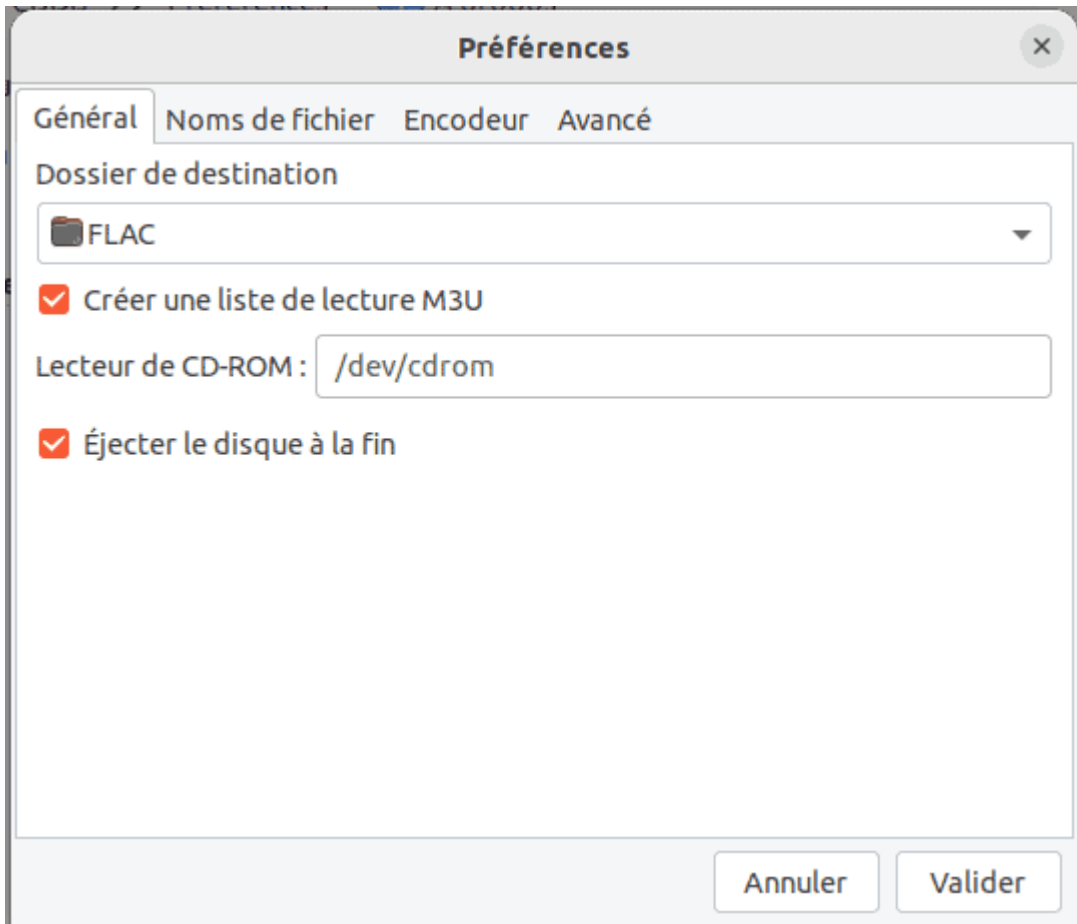 Préférences
Général Noms de fichier Encodeur Avancé
Dossier de destination
FLAC
Créer une liste de lecture M3U
Lecteur de CD-ROM : /dev/cdrom
Éjecter le disque à la fin
Annuler Valider